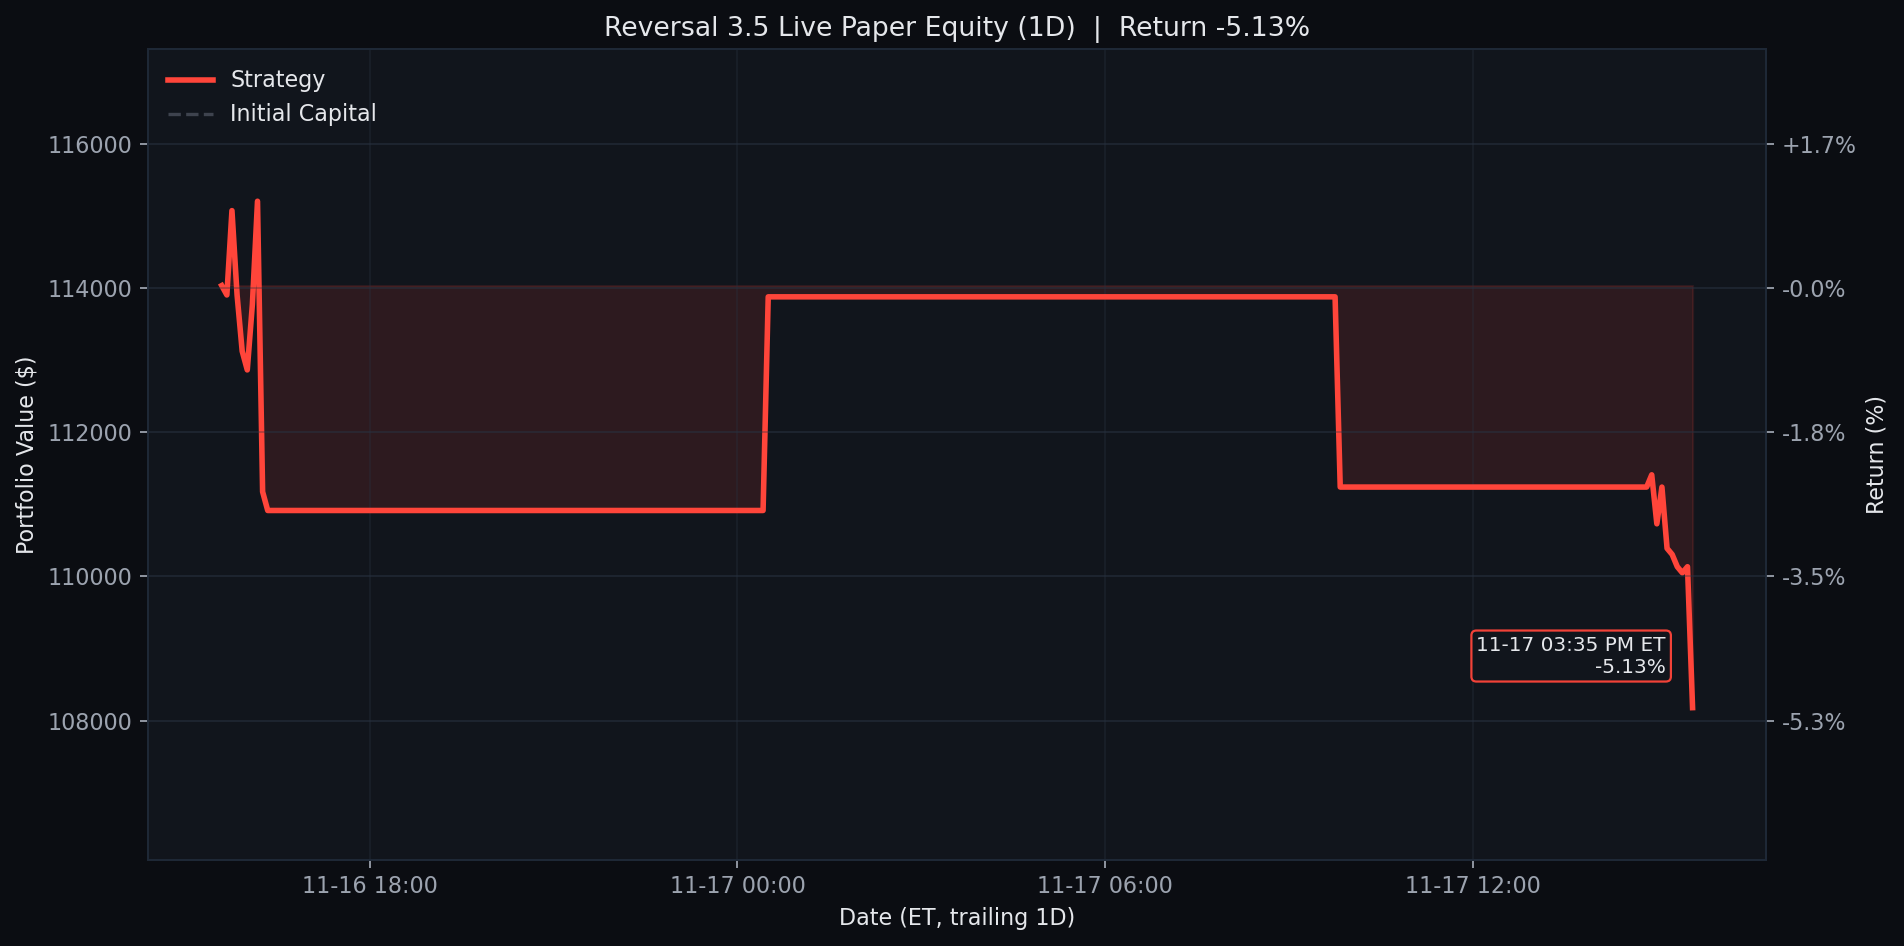 Reversal 3.5 Live Paper Equity (1D)  |  Return -5.13%
Strategy
Initial Capital
Portfolio Value ($)
116000
114000
112000
110000
108000
+1.7%
-0.0%
-1.8%
-3.5%
-5.3%
Return (%)
11-17 03:35 PM ET
-5.13%
11-16 18:00
11-17 00:00
11-17 06:00
11-17 12:00
Date (ET, trailing 1D)